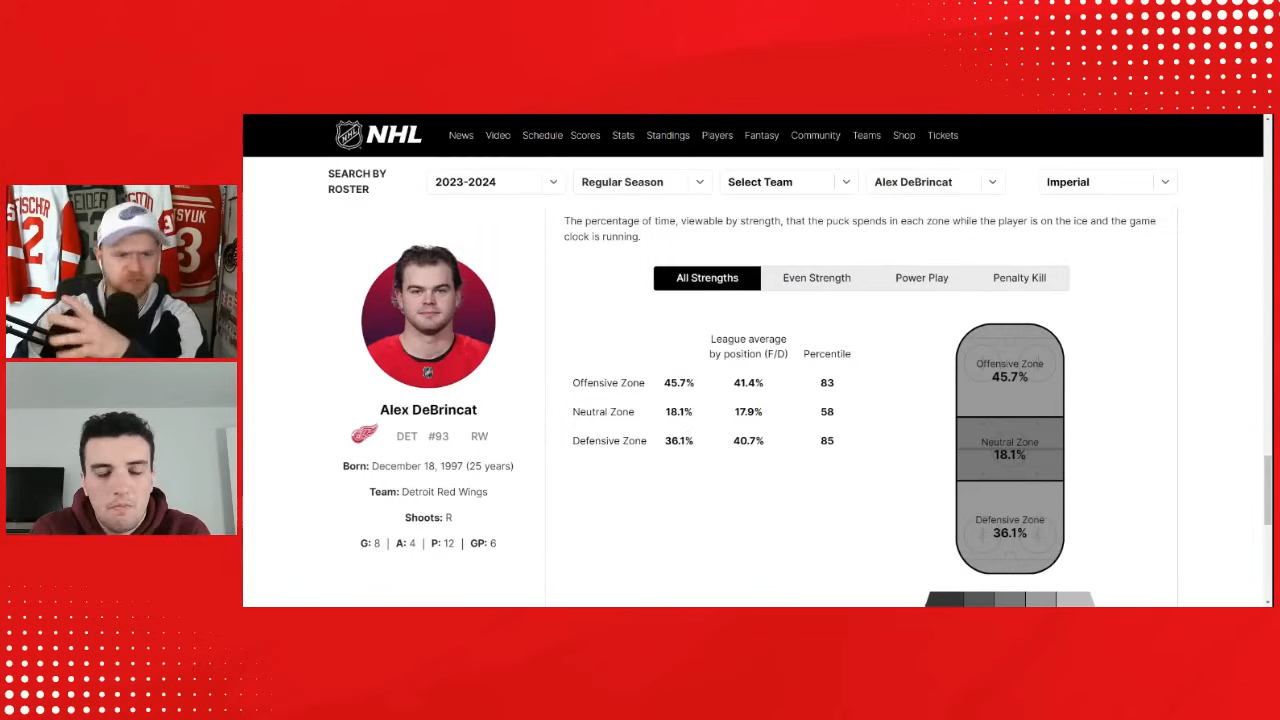 NHL
News Video Schedule Scores Stats Standings Players Fantasy Community Teams Shop Tickets
SEARCH BY
ROSTER
2023-2024
Regular Season
Select Team
Alex DeBrincat
Imperial
The percentage of time, viewable by strength, that the puck spends in each zone while the player is on the ice and the game
clock is running.
All Strengths Even Strength Power Play Penalty Kill
League average
by position (F/D) Percentile
Offensive Zone 45.7% 41.4% 83
Neutral Zone 18.1% 17.9% 58
Defensive Zone 36.1% 40.7% 85
Offensive Zone
45.7%
Neutral Zone
18.1%
Defensive Zone
36.1%
Alex DeBrincat
DET #93 RW
Born: December 18, 1997 (25 years)
Team: Detroit Red Wings
Shoots: R
G: 8 | A: 4 | P: 12 | GP: 6
EIDER
TSYUK
2
3